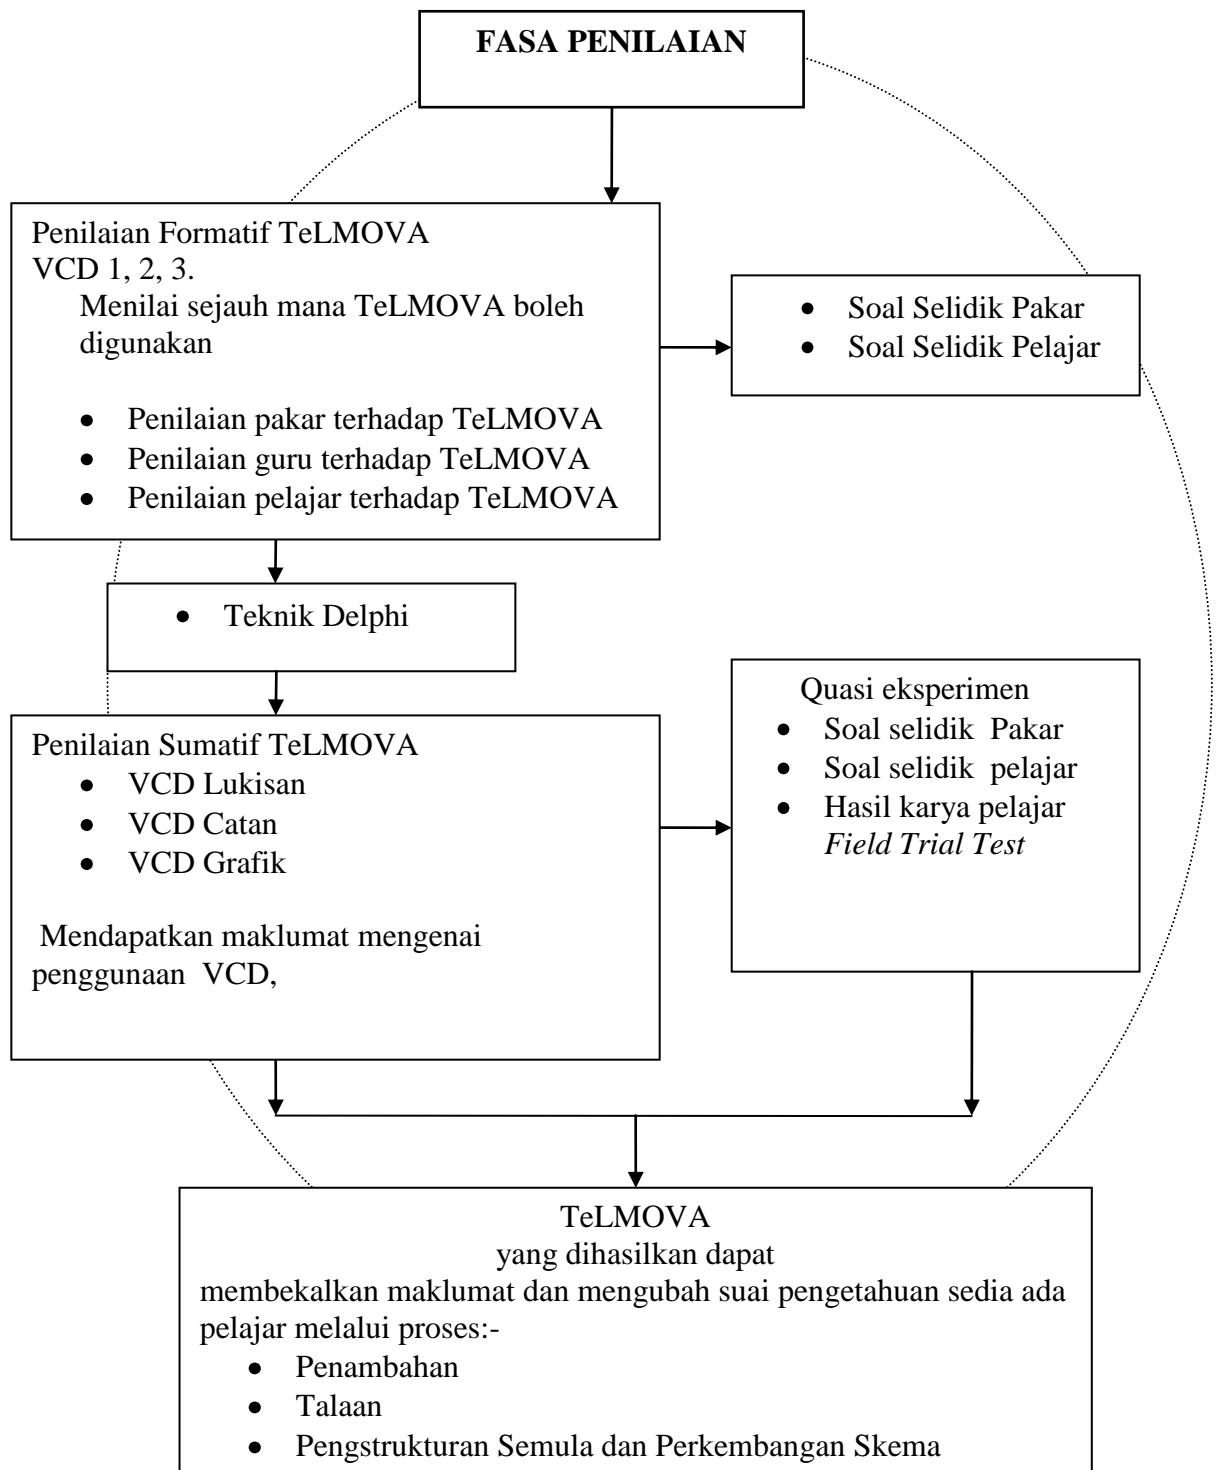 FASA PENILAIAN
Penilaian Formatif TeLMOVA
VCD 1, 2, 3.
Menilai sejauh mana TeLMOVA boleh
digunakan
• Penilaian pakar terhadap TeLMOVA
• Penilaian guru terhadap TeLMOVA
• Penilaian pelajar terhadap TeLMOVA
• Soal Selidik Pakar
• Soal Selidik Pelajar
• Teknik Delphi
Penilaian Sumatif TeLMOVA
• VCD Lukisan
• VCD Catan
• VCD Grafik
Mendapatkan maklumat mengenai
penggunaan VCD,
Quasi eksperimen
• Soal selidik Pakar
• Soal selidik pelajar
• Hasil karya pelajar
Field Trial Test
TeLMOVA
yang dihasilkan dapat
membekalkan maklumat dan mengubah suai pengetahuan sedia ada
pelajar melalui proses:-
• Penambahan
• Talaan
• Pengstrukturan Semula dan Perkembangan Skema